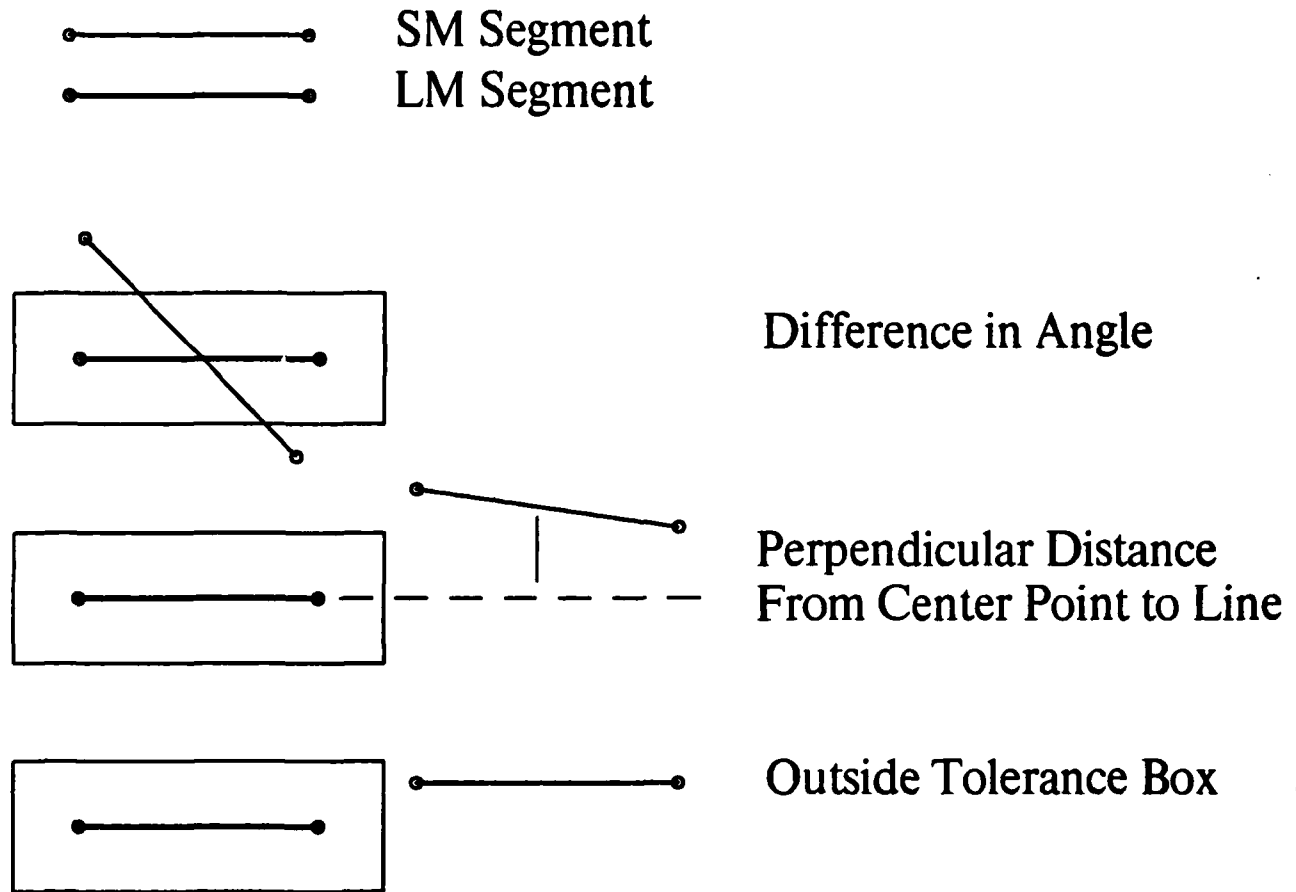 SM Segment
LM Segment
Difference in Angle
Perpendicular Distance
From Center Point to Line
Outside Tolerance Box